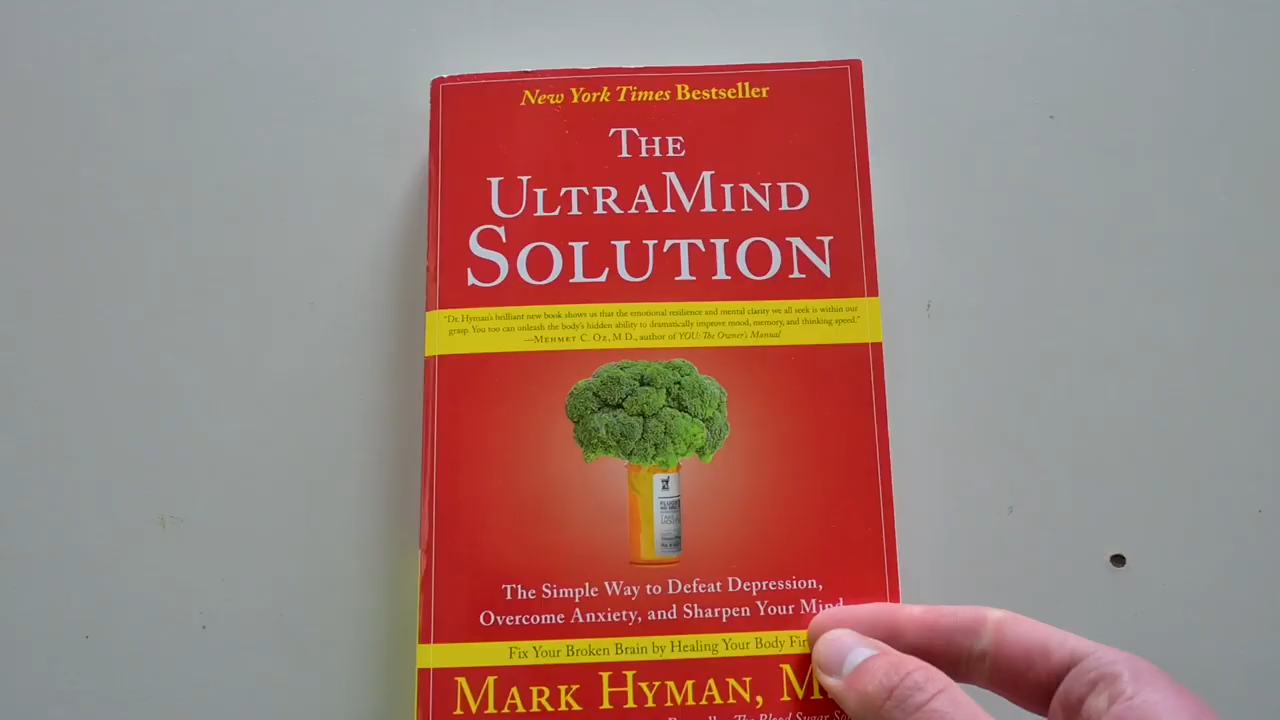 New York Times Bestseller
THE
ULTRAMIND
SOLUTION
"Dr. Hyman's brilliant new book shows us that the emotional resilience and mental clarity we all seek is within our
grasp. You too can unleash the body's hidden ability to dramatically improve mood, memory, and thinking speed."
—MEHMET C. OZ, M.D., author of YOU: The Owner's Manual
The Simple Way to Defeat Depression,
Overcome Anxiety, and Sharpen Your Mind
Fix Your Broken Brain by Healing Your Body
MARK HYMAN,
The Blood Sugar